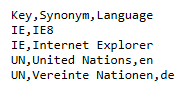 Key,Synonym,Language
IE,IE8
IE,Internet Explorer
UN,United Nations,en
UN,Vereinte Nationen,de